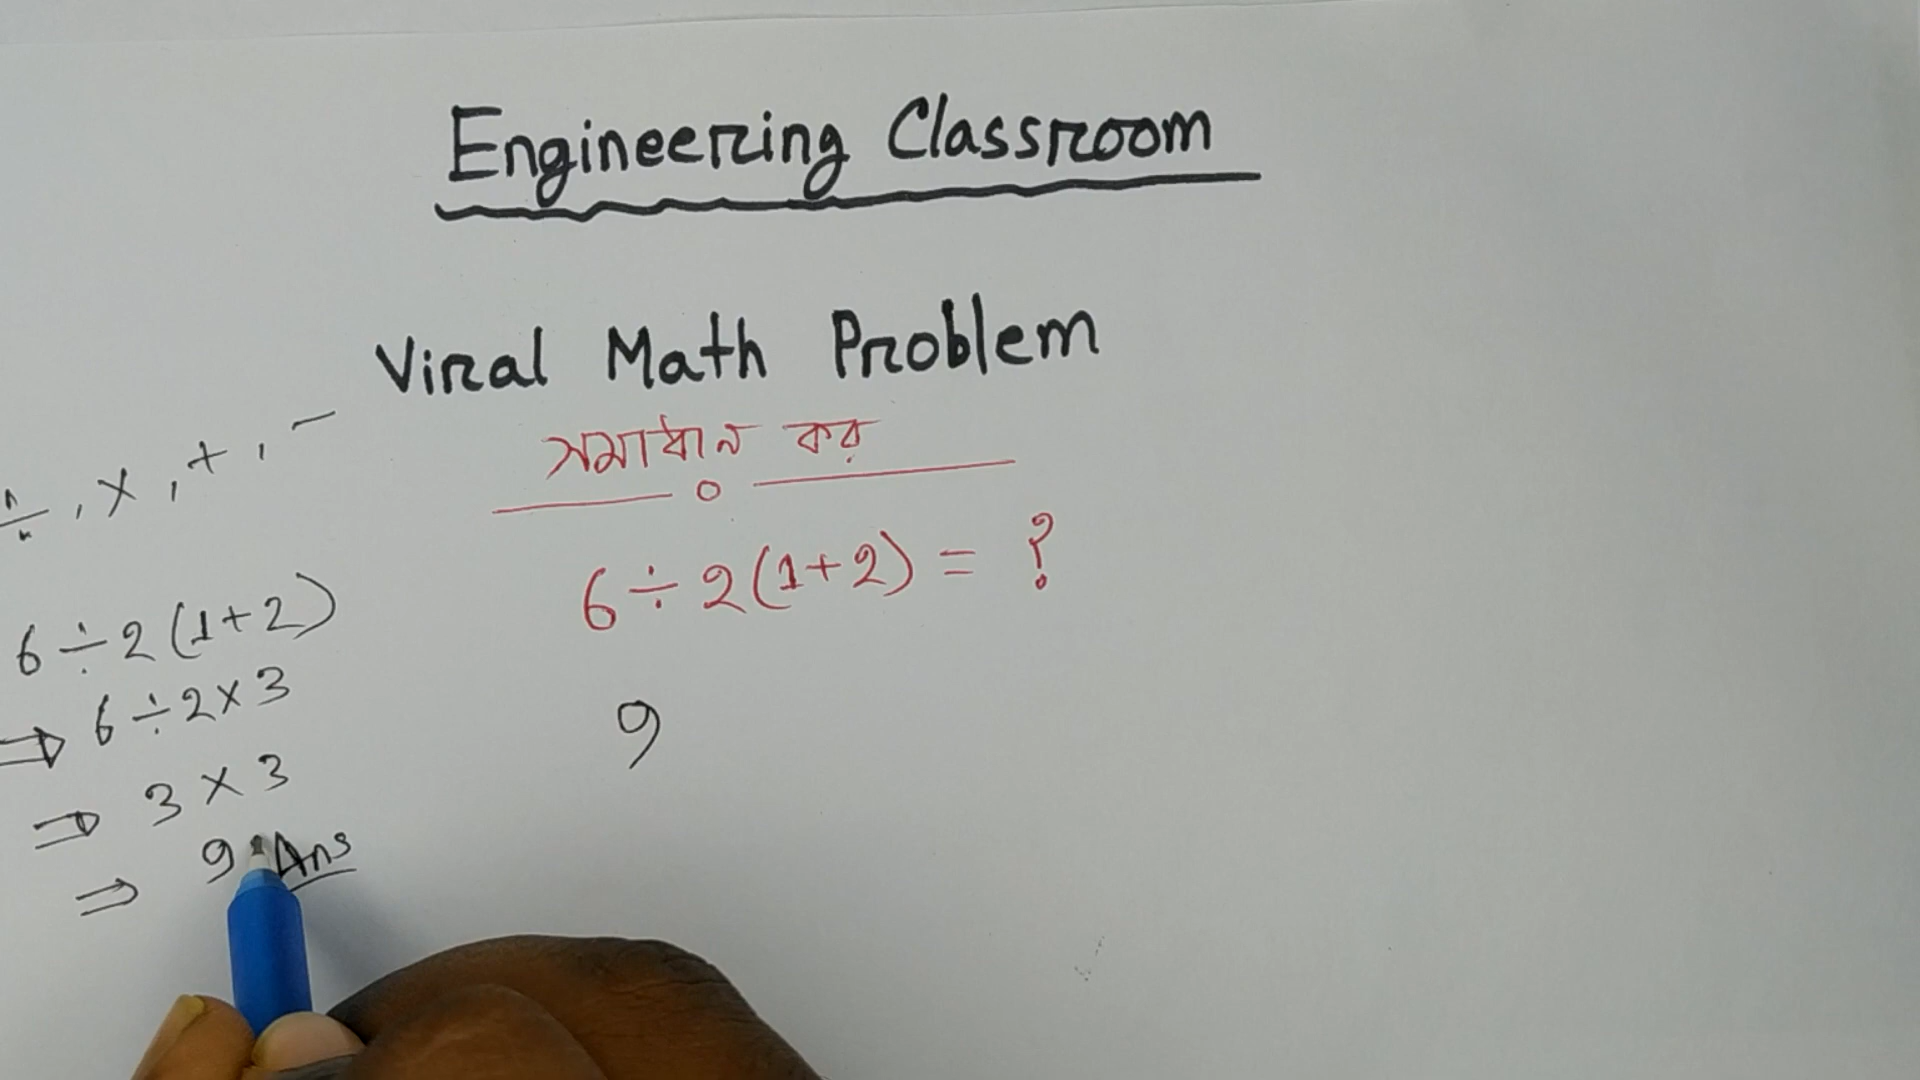 Engineering Classroom
Viral Math Problem
সমাধান কর
6 ÷ 2 (1+2) = ?
9
÷, ×, +, −
6 ÷ 2 (1+2)
⇒ 6 ÷ 2 × 3
⇒ 3 × 3
⇒ 9 Ans